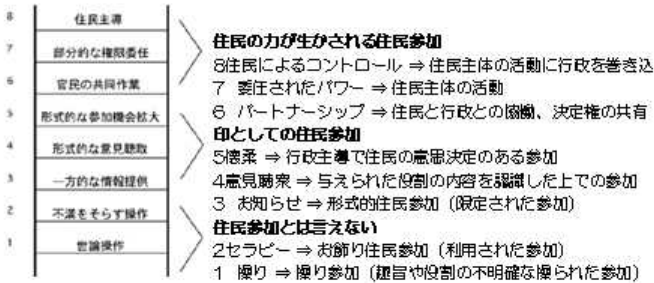 8 住民主導
7 部分的な権限委任
6 官民の共同作業
5 形式的な参加機会拡大
4 形式的な意見聴取
3 一方的な情報提供
2 不満をそらす操作
1 世論操作
住民の力が生かされる住民参加
8住民によるコントロール ⇒ 住民主体の活動に行政を巻き込
7 委任されたパワー ⇒ 住民主体の活動
6 パートナーシップ ⇒ 住民と行政との協働、決定権の共有
印としての住民参加
5懐柔 ⇒ 行政主導で住民の意思決定のある参加
4意見聴衆 ⇒ 与えられた役割の内容を認識した上での参加
3 お知らせ ⇒ 形式的住民参加（限定された参加）
住民参加とは言えない
2セラピー ⇒ お飾り住民参加（利用された参加）
1 操り ⇒ 操り参加（趣旨や役割の不明確な操られた参加）